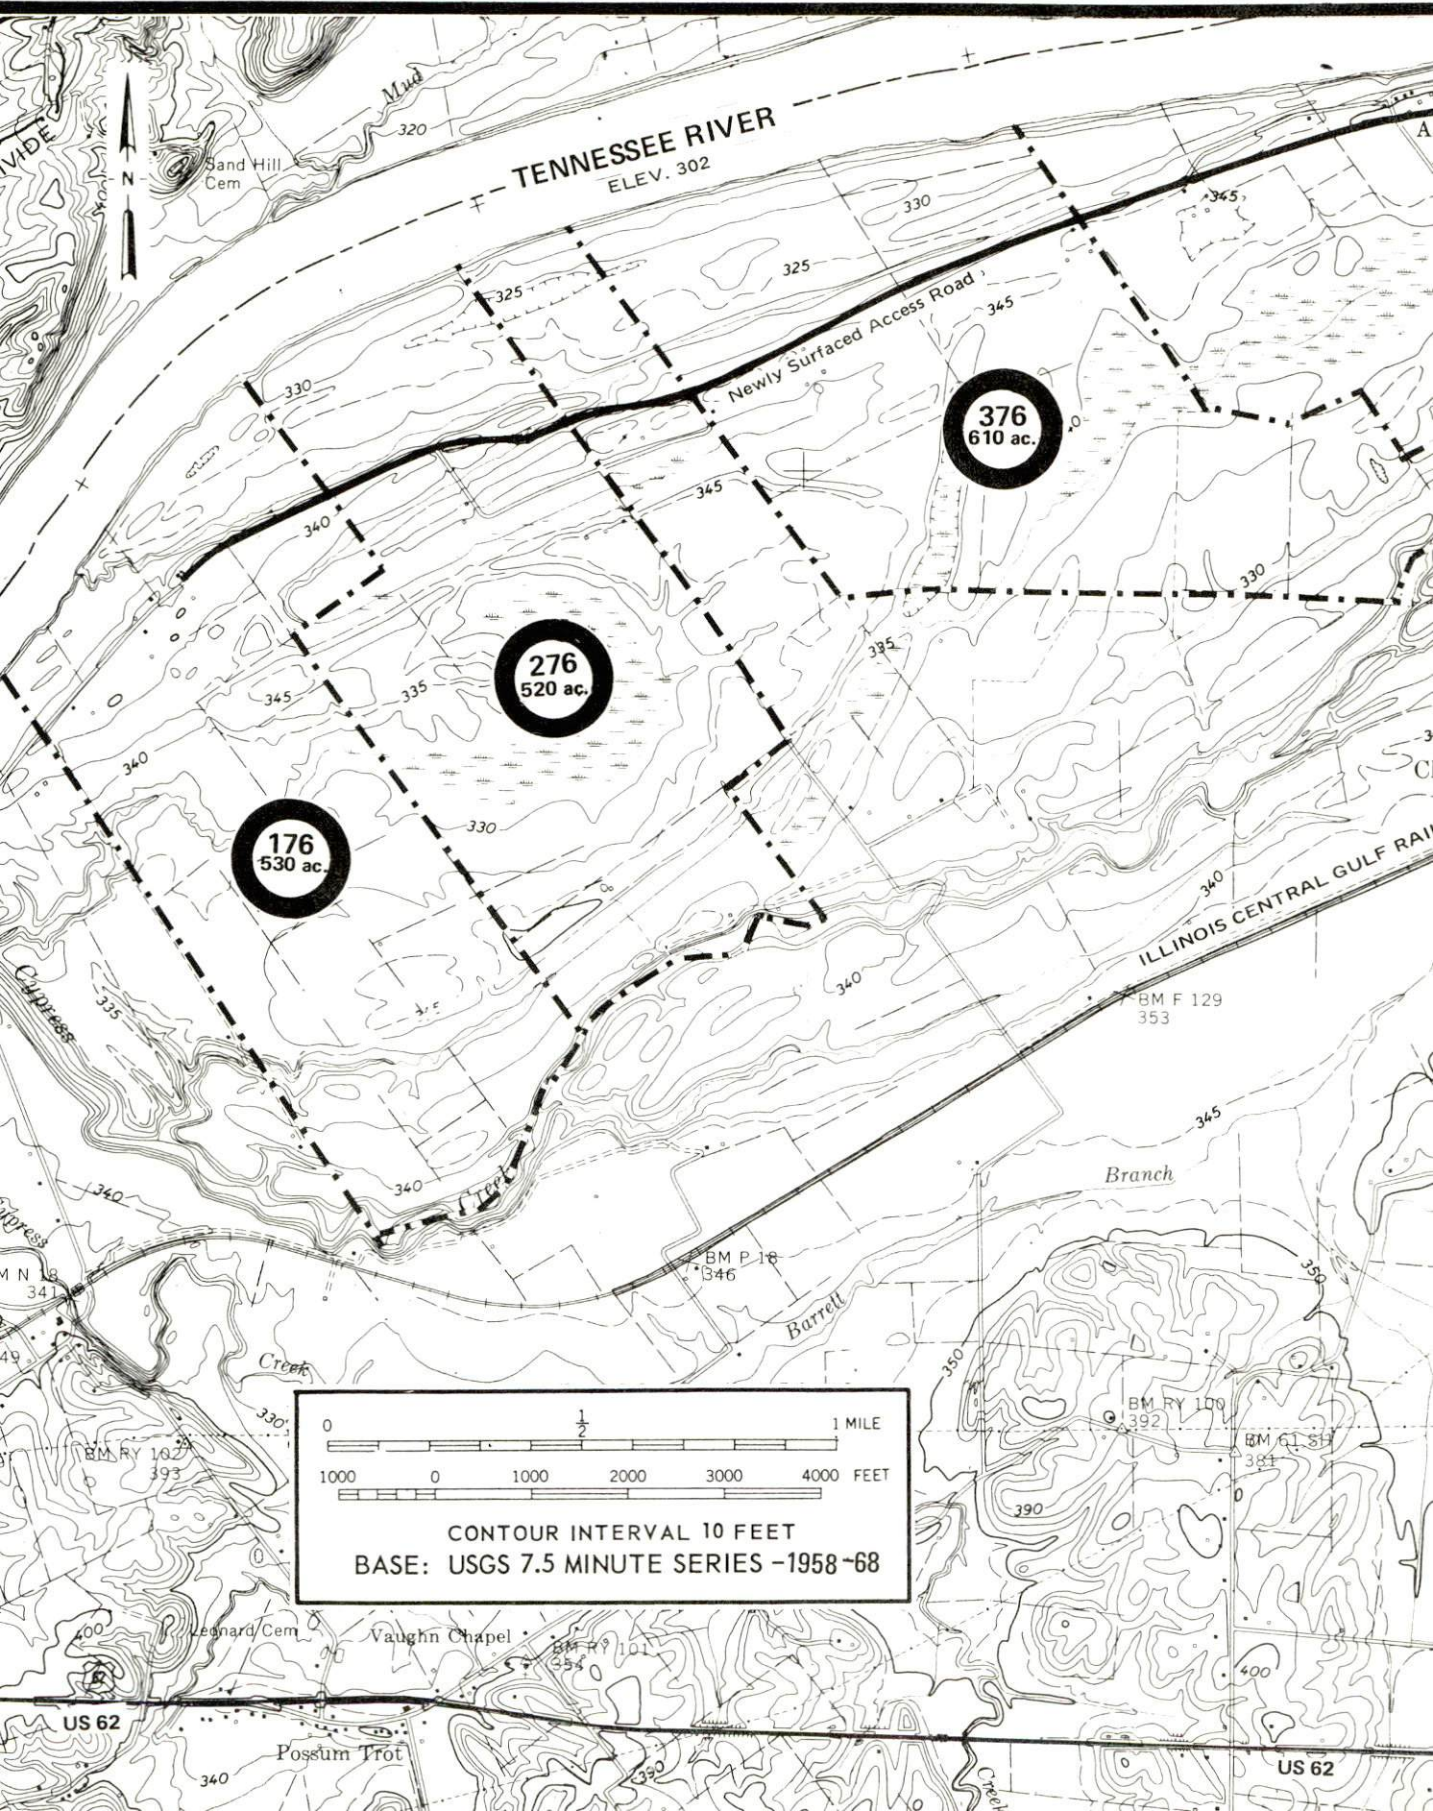 Mud
320
VIDE
N
Sand Hill
Cem
TENNESSEE RIVER
ELEV. 302
A
330
345
325
325
Newly Surfaced Access Road
345
330
376
610 ac.
345
340
330
276
520 ac.
335
345
335
340
330
176
530 ac.
340
ILLINOIS CENTRAL GULF RAI
340
Cypress
335
BM F 129
353
345
Branch
340
Creek
340
BM P 18
346
350
M N 18
341
Barrett
49
Creek
350
330
0 1/2 1 MILE
1000 0 1000 2000 3000 4000 FEET
CONTOUR INTERVAL 10 FEET
BASE: USGS 7.5 MINUTE SERIES -1958-68
BM RY 100
392
BM RY 102
393
BM 61 SH
381
390
400
Leonard Cem
Vaughn Chapel
BM RY 101
354
400
US 62
Possum Trot
340
US 62
Creek